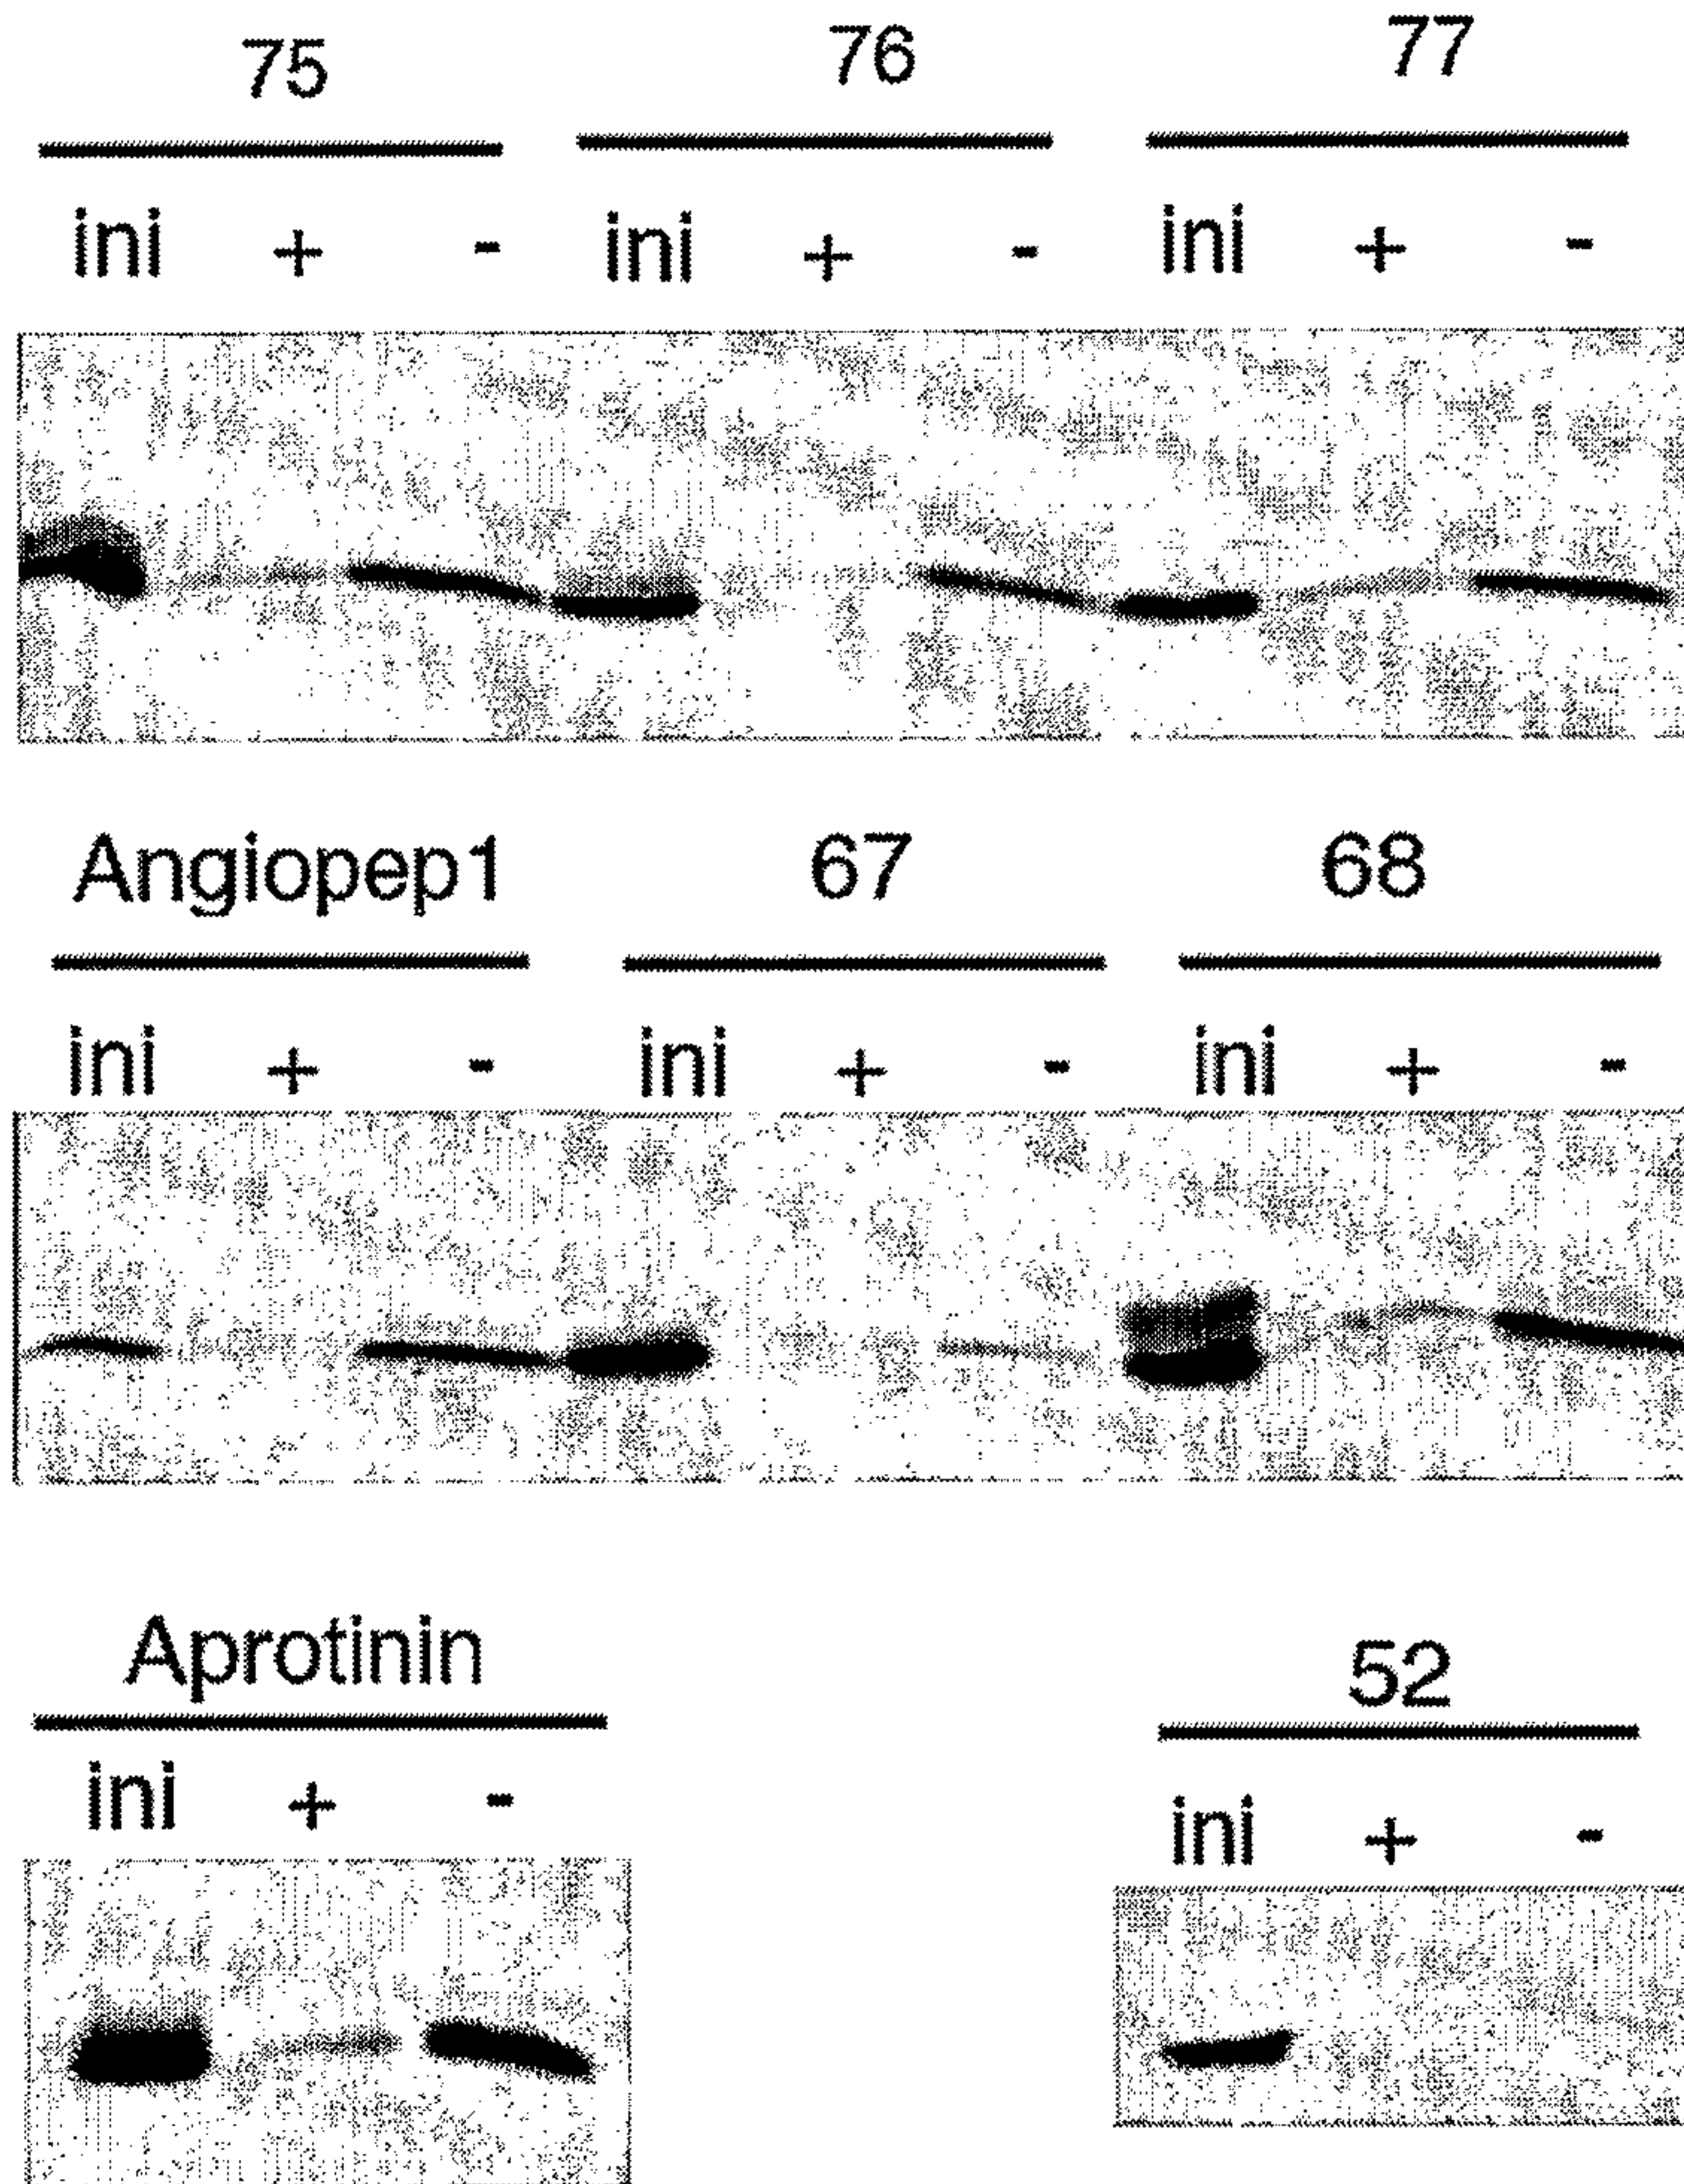 75 76 77
ini + - ini + - ini + -
Angiopep1 67 68
ini + - ini + - ini + -
Aprotinin 52
ini + - ini + -